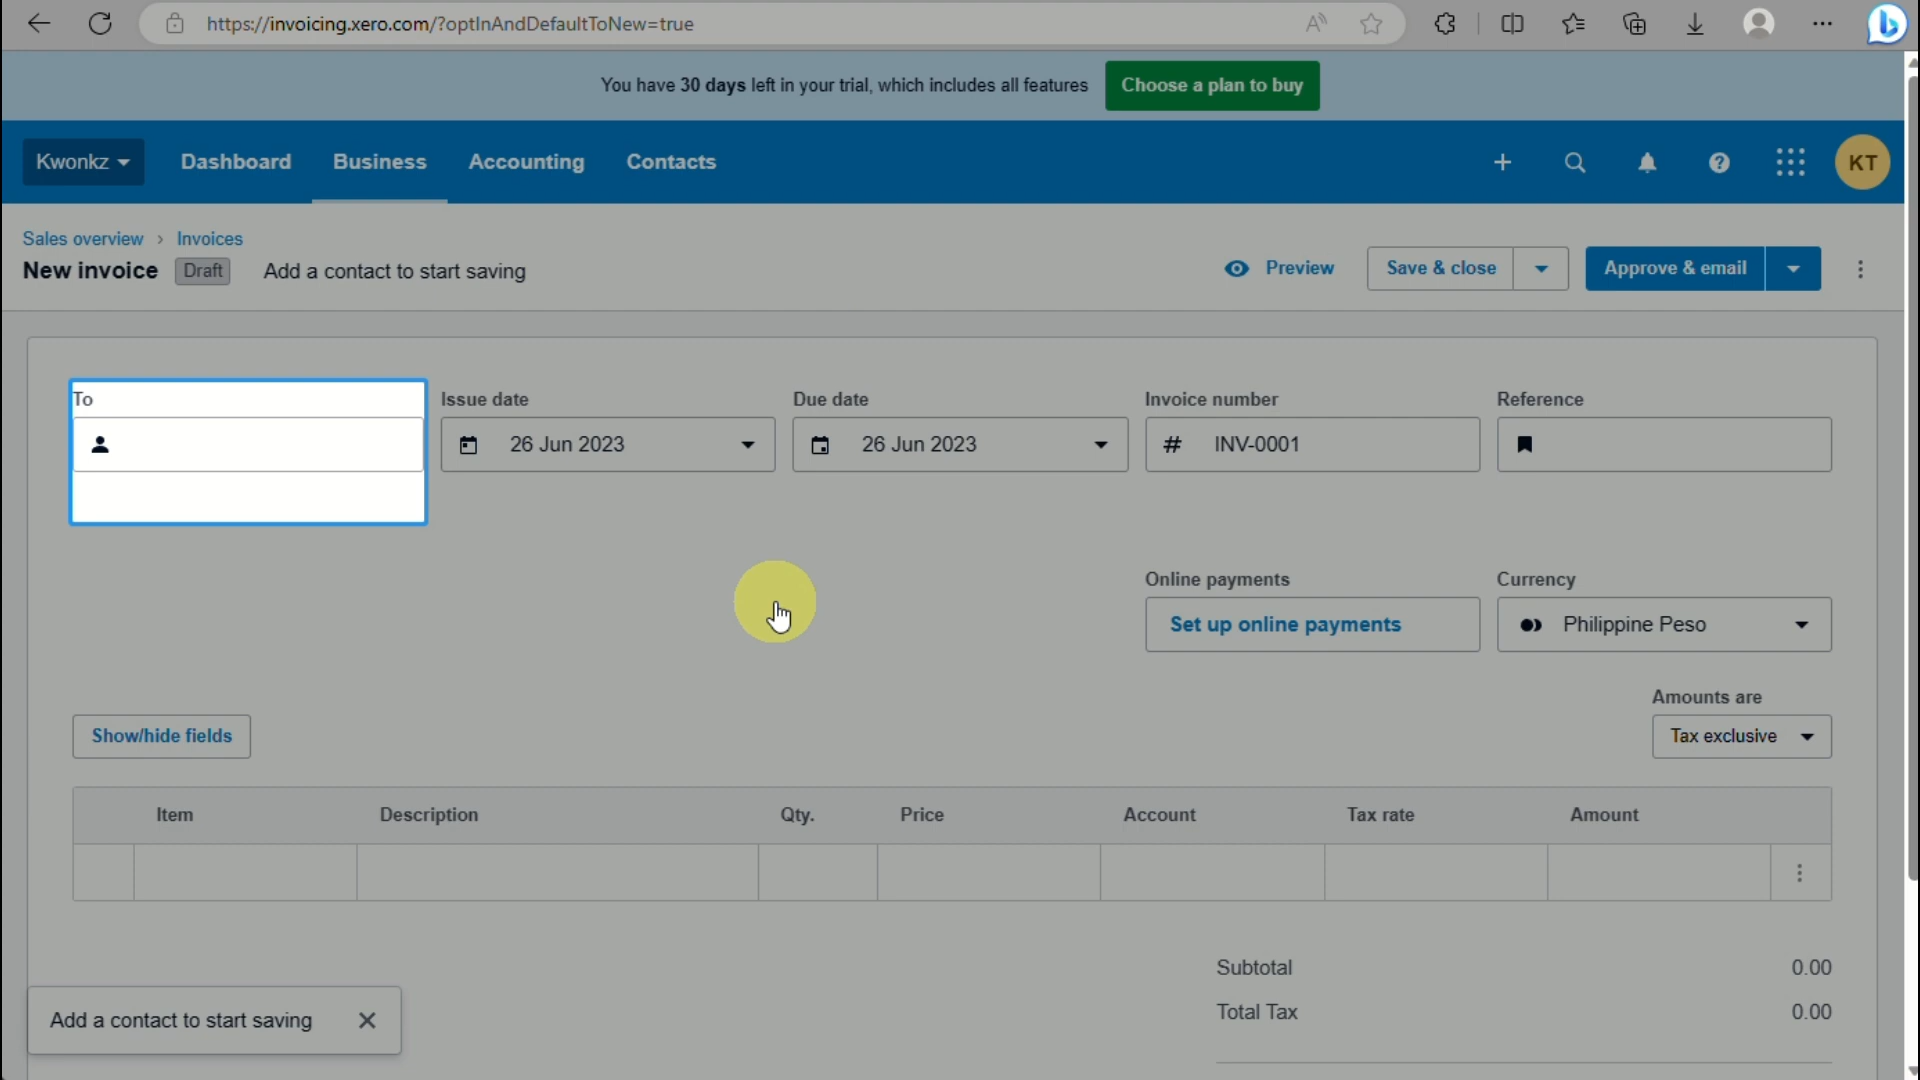 https://invoicing.xero.com/?optInAndDefaultToNew=true
You have 30 days left in your trial, which includes all features
Choose a plan to buy
Kwonkz
Dashboard
Business
Accounting
Contacts
KT
Sales overview › Invoices
New invoice
Draft
Add a contact to start saving
Preview
Save & close
Approve & email
To
Issue date
Due date
Invoice number
Reference
26 Jun 2023
26 Jun 2023
# INV-0001
Online payments
Currency
Set up online payments
Philippine Peso
Amounts are
Show/hide fields
Tax exclusive
Item
Description
Qty.
Price
Account
Tax rate
Amount
Subtotal
0.00
Total Tax
0.00
Add a contact to start saving